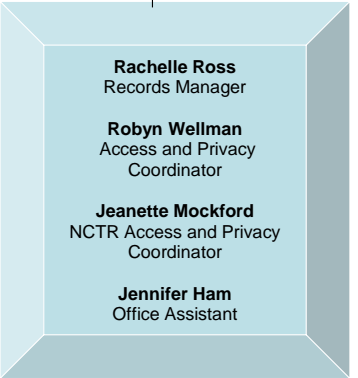 Rachelle Ross
Records Manager
Robyn Wellman
Access and Privacy
Coordinator
Jeanette Mockford
NCTR Access and Privacy
Coordinator
Jennifer Ham
Office Assistant